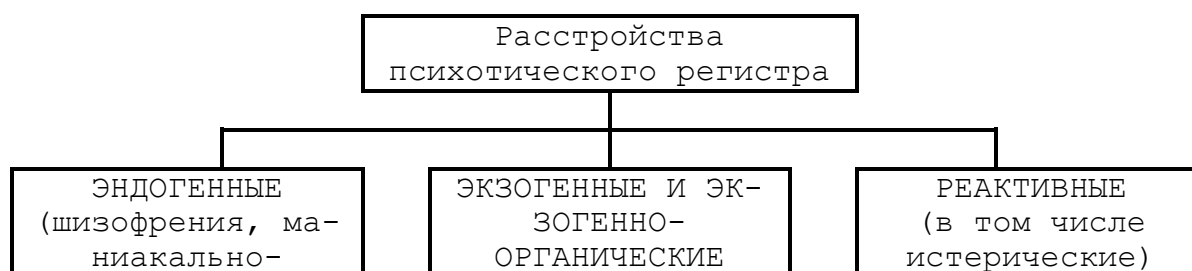 Расстройства
психотического регистра
ЭНДОГЕННЫЕ
(шизофрения, ма-
ниакально-
ЭКЗОГЕННЫЕ И ЭК-
ЗОГЕННО-
ОРГАНИЧЕСКИЕ
РЕАКТИВНЫЕ
(в том числе
истерические)